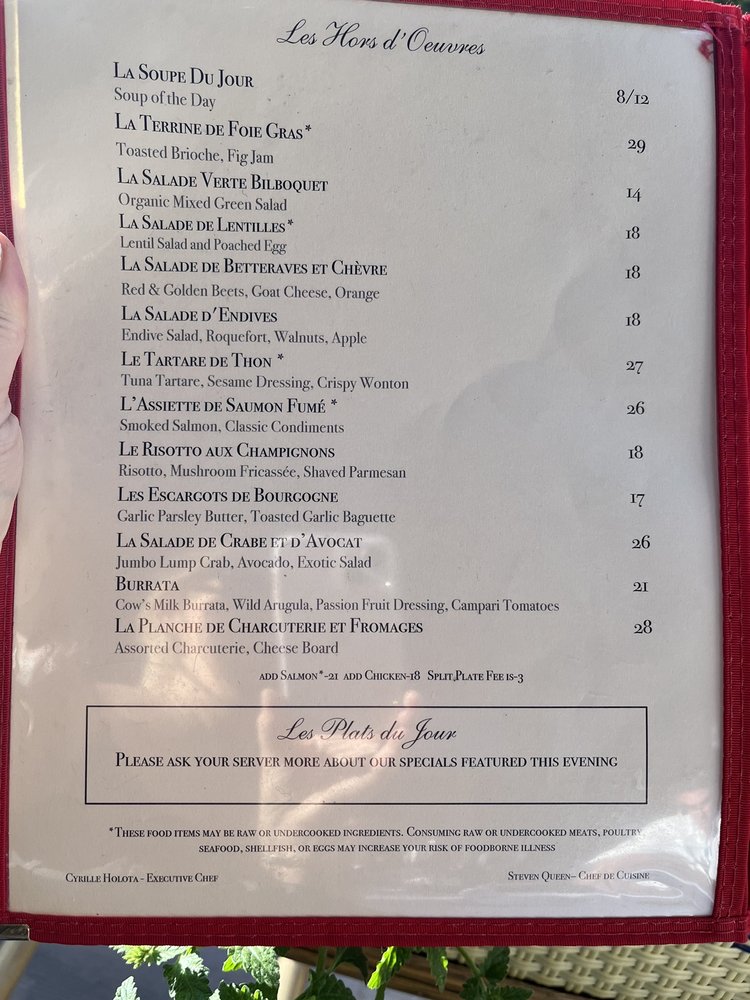 Les Hors d'Oeuvres
La Soupe Du Jour
Soup of the Day 8/12
La Terrine de Foie Gras*
Toasted Brioche, Fig Jam 29
La Salade Verte Bilboquet
Organic Mixed Green Salad 14
La Salade de Lentilles*
Lentil Salad and Poached Egg 18
La Salade de Betteraves et Chèvre
Red & Golden Beets, Goat Cheese, Orange 18
La Salade d'Endives
Endive Salad, Roquefort, Walnuts, Apple 18
Le Tartare de Thon *
Tuna Tartare, Sesame Dressing, Crispy Wonton 27
L'Assiette de Saumon Fumé *
Smoked Salmon, Classic Condiments 26
Le Risotto aux Champignons
Risotto, Mushroom Fricassée, Shaved Parmesan 18
Les Escargots de Bourgogne
Garlic Parsley Butter, Toasted Garlic Baguette 17
La Salade de Crabe et d'Avocat
Jumbo Lump Crab, Avocado, Exotic Salad 26
Burrata
Cow's Milk Burrata, Wild Arugula, Passion Fruit Dressing, Campari Tomatoes 21
La Planche de Charcuterie et Fromages
Assorted Charcuterie, Cheese Board 28
add Salmon*-21 add Chicken-18 Split Plate Fee is-3
Les Plats du Jour
Please ask your server more about our specials featured this evening
*These food items may be raw or undercooked ingredients. Consuming raw or undercooked meats, poultry
seafood, shellfish, or eggs may increase your risk of foodborne illness
Cyrille Holota - Executive Chef Steven Queen– Chef de Cuisine